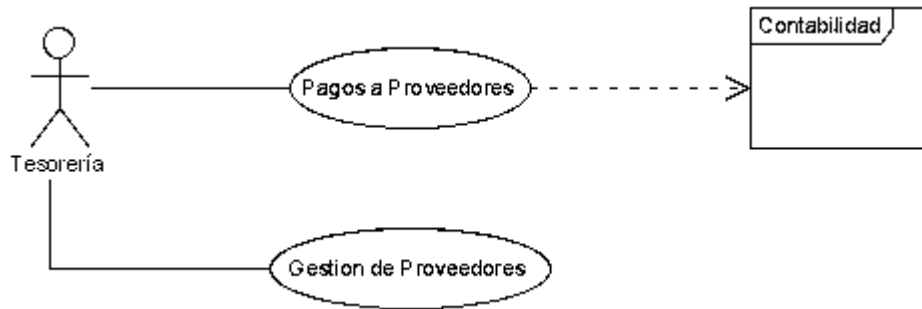 Contabilidad
Pagos a Proveedores
Tesorería
Gestion de Proveedores